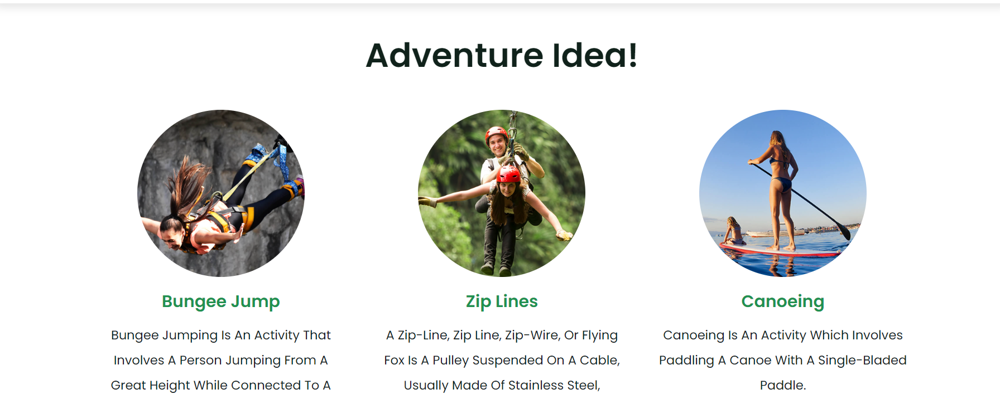 Adventure Idea!
Bungee Jump
Bungee Jumping Is An Activity That
Involves A Person Jumping From A
Great Height While Connected To A
Zip Lines
A Zip-Line, Zip Line, Zip-Wire, Or Flying
Fox Is A Pulley Suspended On A Cable,
Usually Made Of Stainless Steel,
Canoeing
Canoeing Is An Activity Which Involves
Paddling A Canoe With A Single-Bladed
Paddle.